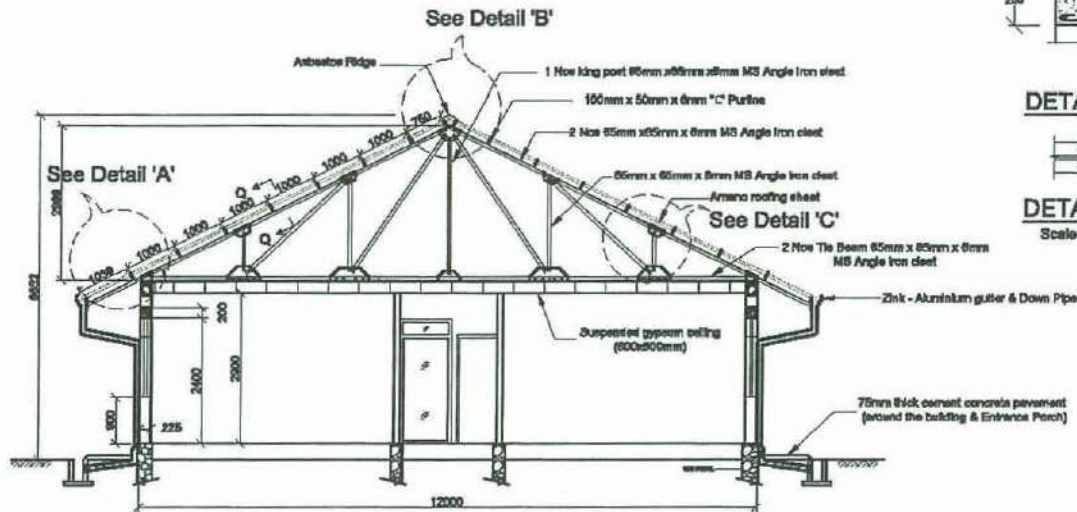 See Detail 'B'
Asbestos Ridge
1 Nos king post 65mm x65mm x6mm MS Angle iron cleat
100mm x 50mm x 6mm "C" Purline
2 Nos 65mm x65mm x 6mm MS Angle iron cleat
65mm x 65mm x 6mm MS Angle iron cleat
Amano roofing sheet
See Detail 'A'
See Detail 'C'
2 Nos Tie Beam 65mm x 65mm x 6mm
MS Angle iron cleat
Zink - Aluminium gutter & Down Pipe
Suspended gypsum ceiling
(600x600mm)
75mm thick cement concrete pavement
(around the building & Entrance Porch)
750
1000
1000
1000
1000
1000
1000
Q
Q
200
2400
2900
900
225
12000
DETA
DETA
Scale